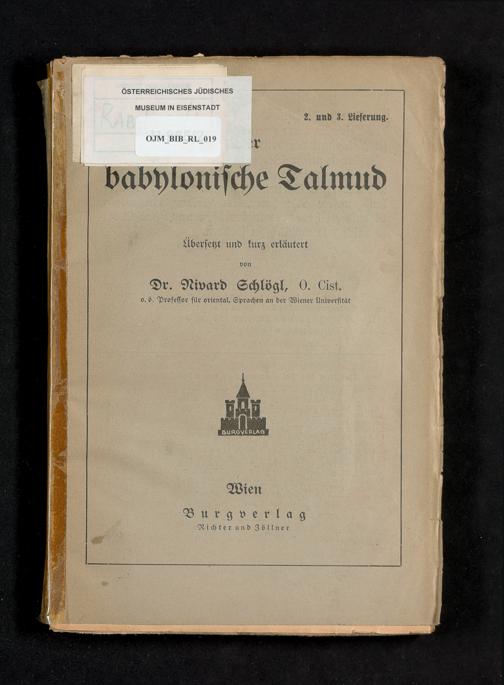 ÖSTERREICHISCHES JÜDISCHES
MUSEUM IN EISENSTADT
OJM_BIB_RL_019
2. und 3. Lieferung.
babylonische Talmud
Übersetzt und kurz erläutert
von
Dr. Nivard Schlögl, O. Cist.
o. ö. Professor für oriental. Sprachen an der Wiener Universität
BURGVERLAG
Wien
Burgverlag
Richter und Zöllner